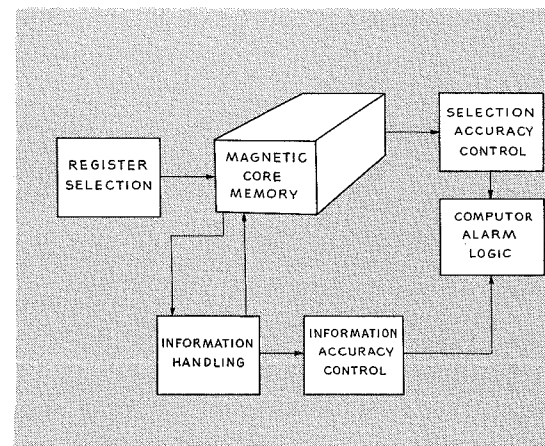 REGISTER
SELECTION
MAGNETIC
CORE
MEMORY
SELECTION
ACCURACY
CONTROL
COMPUTOR
ALARM
LOGIC
INFORMATION
HANDLING
INFORMATION
ACCURACY
CONTROL